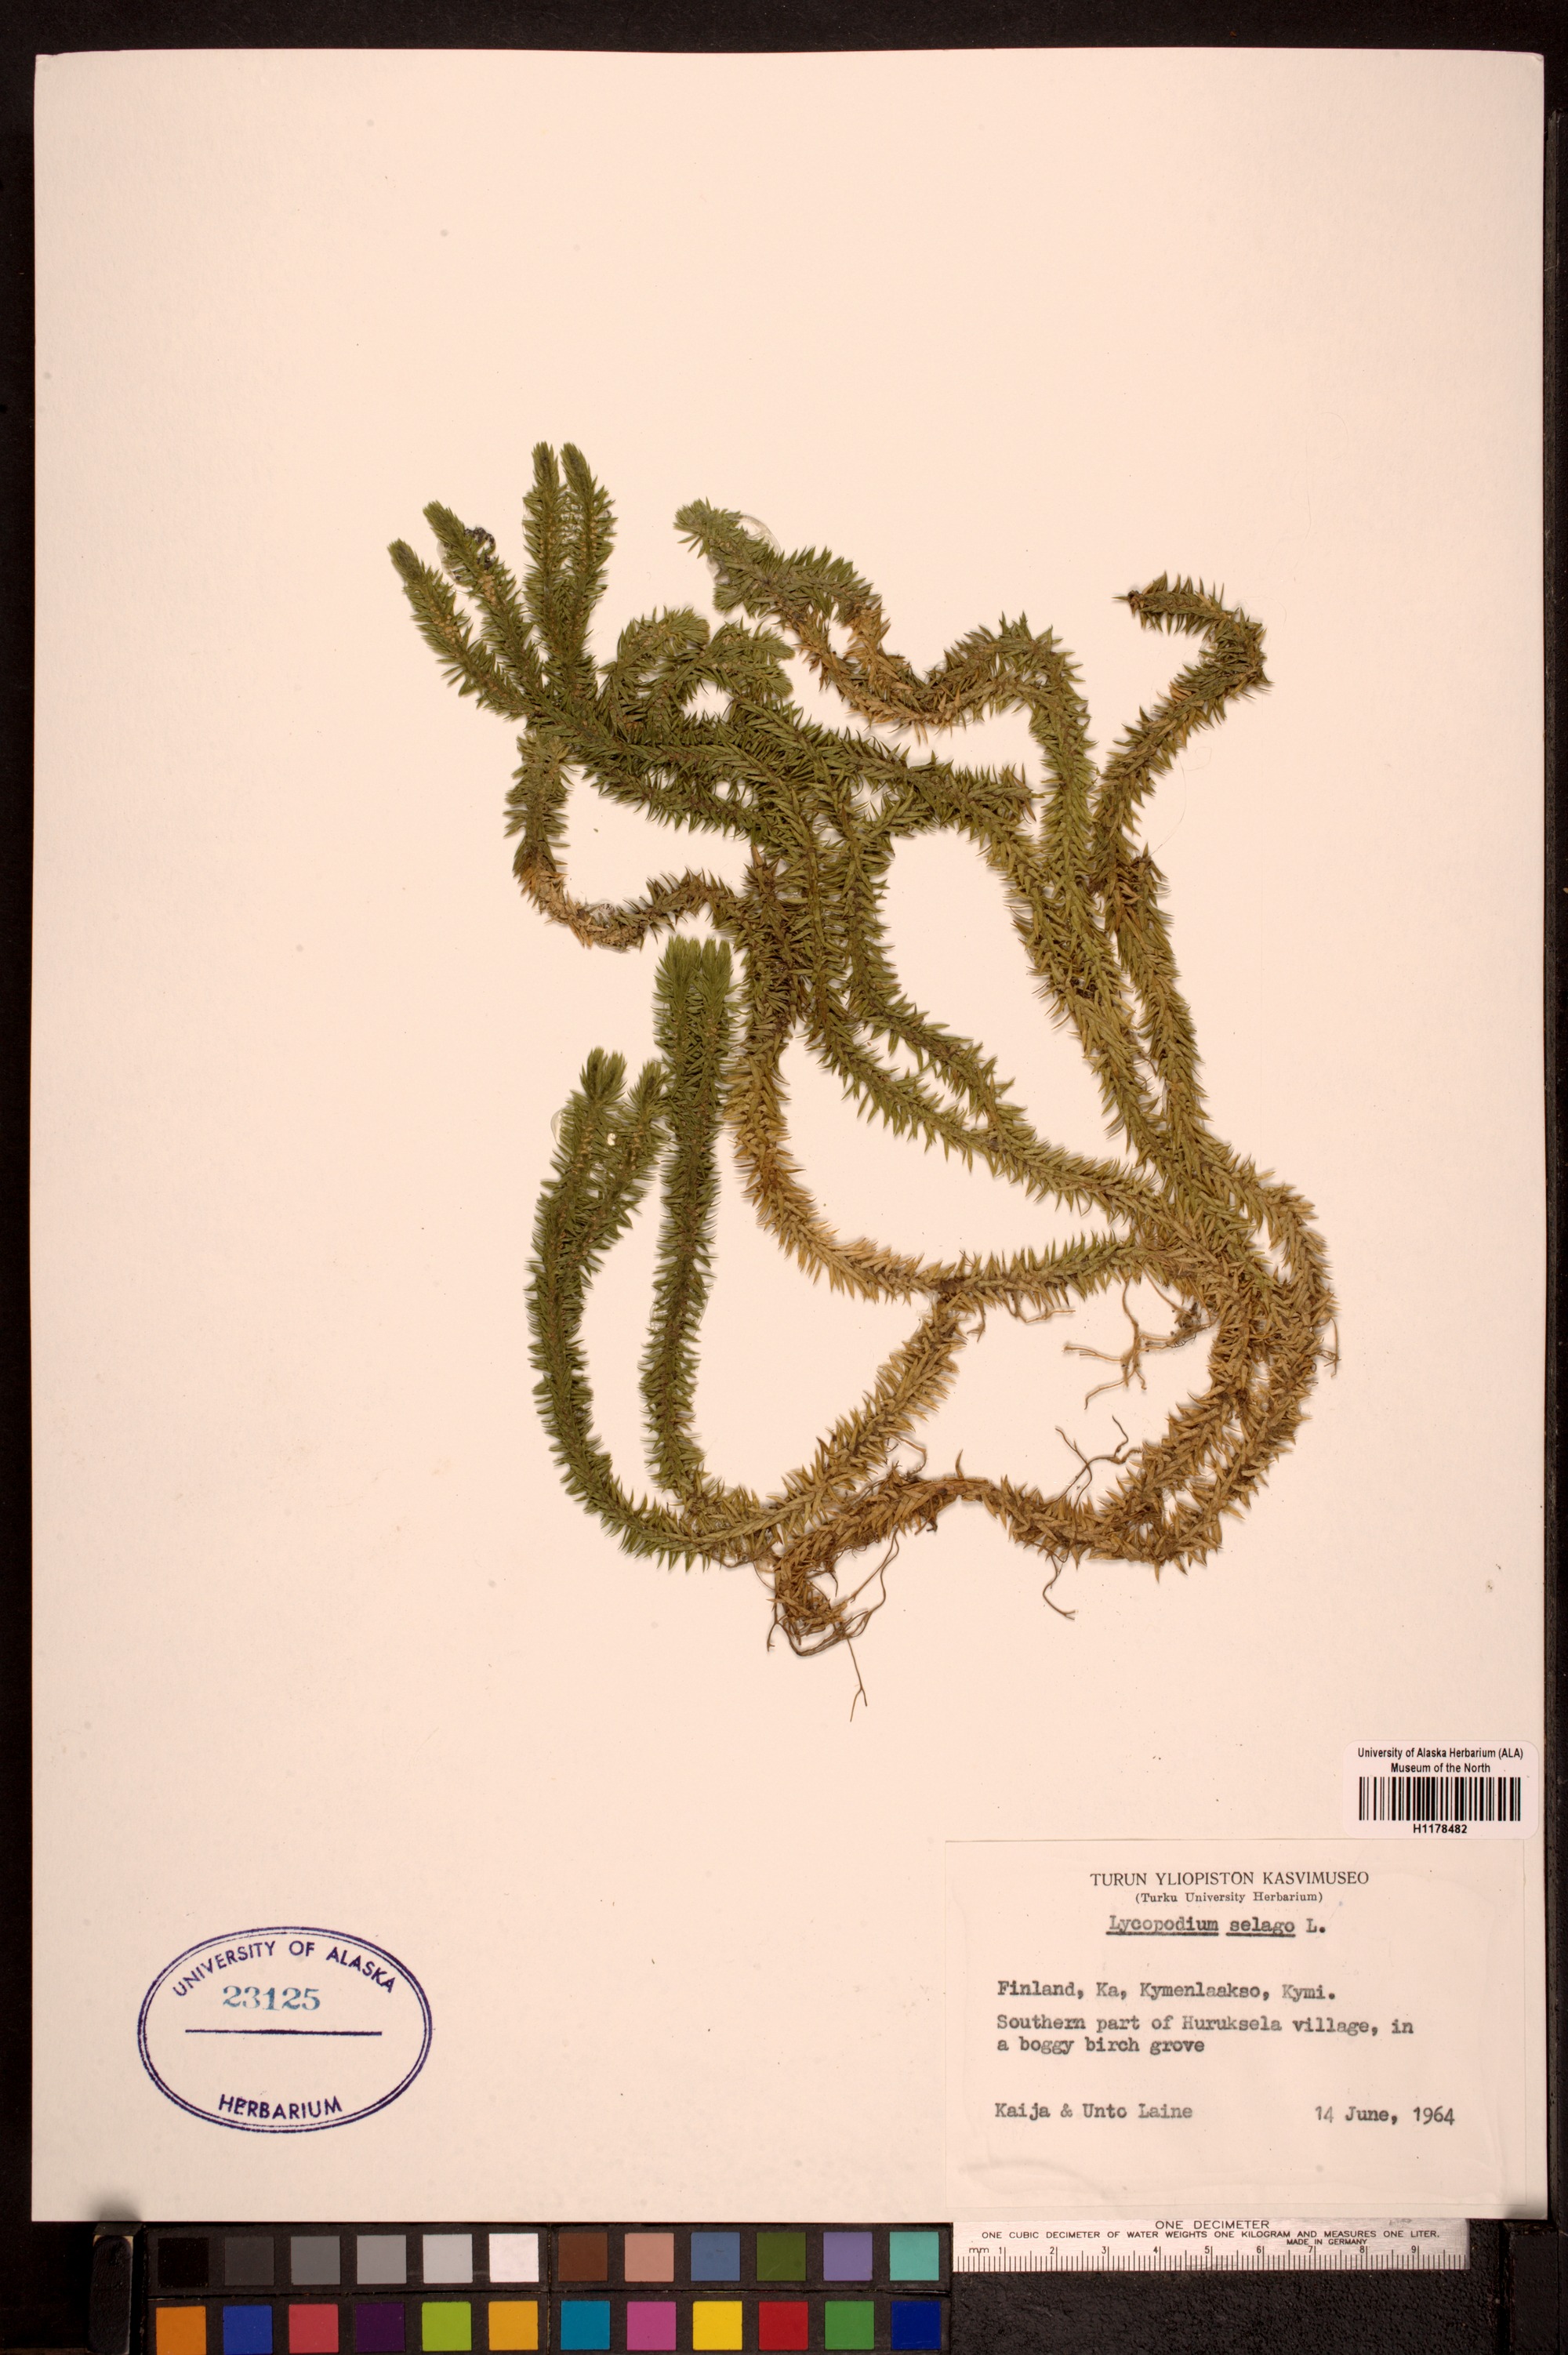 University of Alaska Herbarium (ALA)
Museum of the North
H1178482
TURUN YLIOPISTON KASVIMUSEO
(Turku University Herbarium)
Lycopodium selago L.
Finland, Ka, Kymenlaakso, Kymi.
Southern part of Huruksela village, in
a boggy birch grove
Kaija & Unto Laine 14 June, 1964
UNIVERSITY OF ALASKA
23125
HERBARIUM
ONE DECIMETER
ONE CUBIC DECIMETER OF WATER WEIGHTS ONE KILOGRAM AND MEASURES ONE LITER.
MADE IN GERMANY
mm 1 2 3 4 5 6 7 8 9